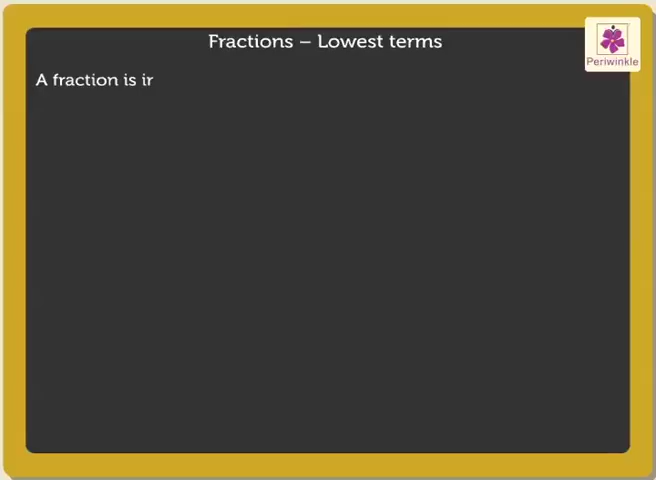 Fractions – Lowest terms
Periwinkle
A fraction is ir